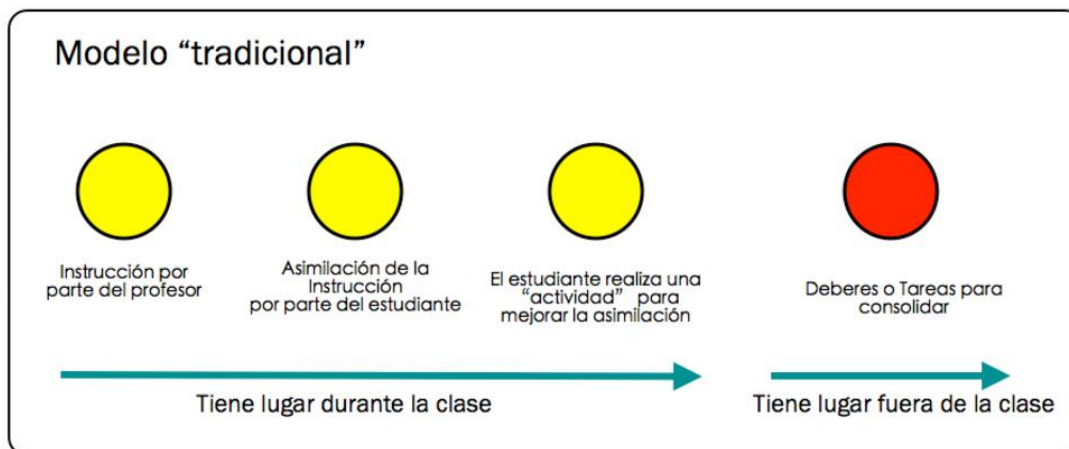 Modelo “tradicional”
Instrucción por
parte del profesor
Asimilación de la
Instrucción
por parte del estudiante
El estudiante realiza una
“actividad” para
mejorar la asimilación
Deberes o Tareas para
consolidar
Tiene lugar durante la clase
Tiene lugar fuera de la clase